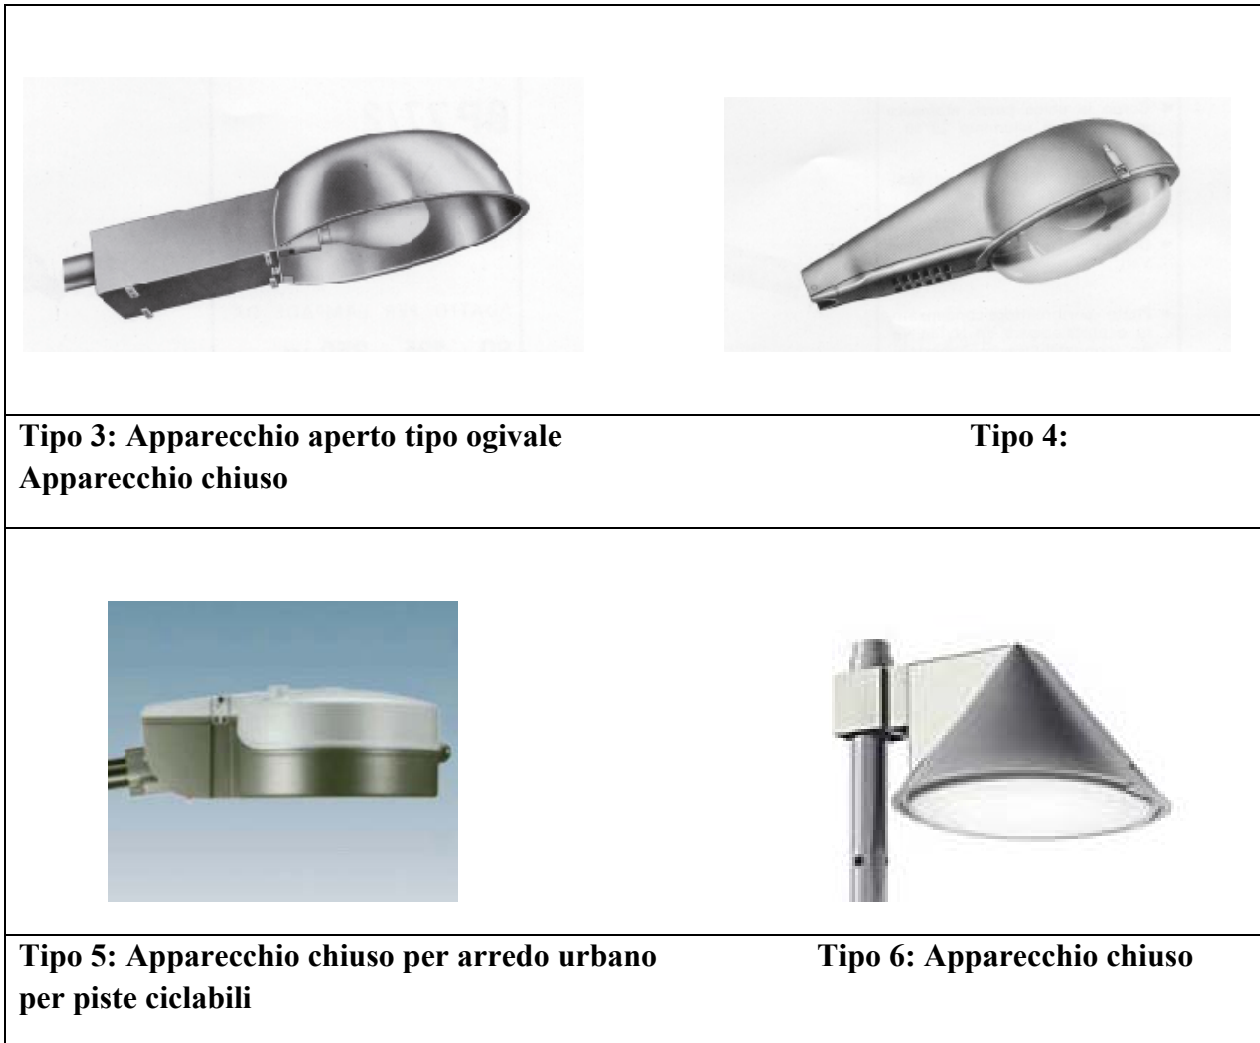 Tipo 3: Apparecchio aperto tipo ogivale Tipo 4:
Apparecchio chiuso
Tipo 5: Apparecchio chiuso per arredo urbano Tipo 6: Apparecchio chiuso
per piste ciclabili